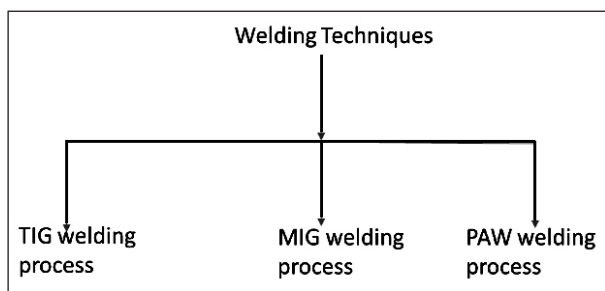 Welding Techniques
TIG welding
process
MIG welding
process
PAW welding
process